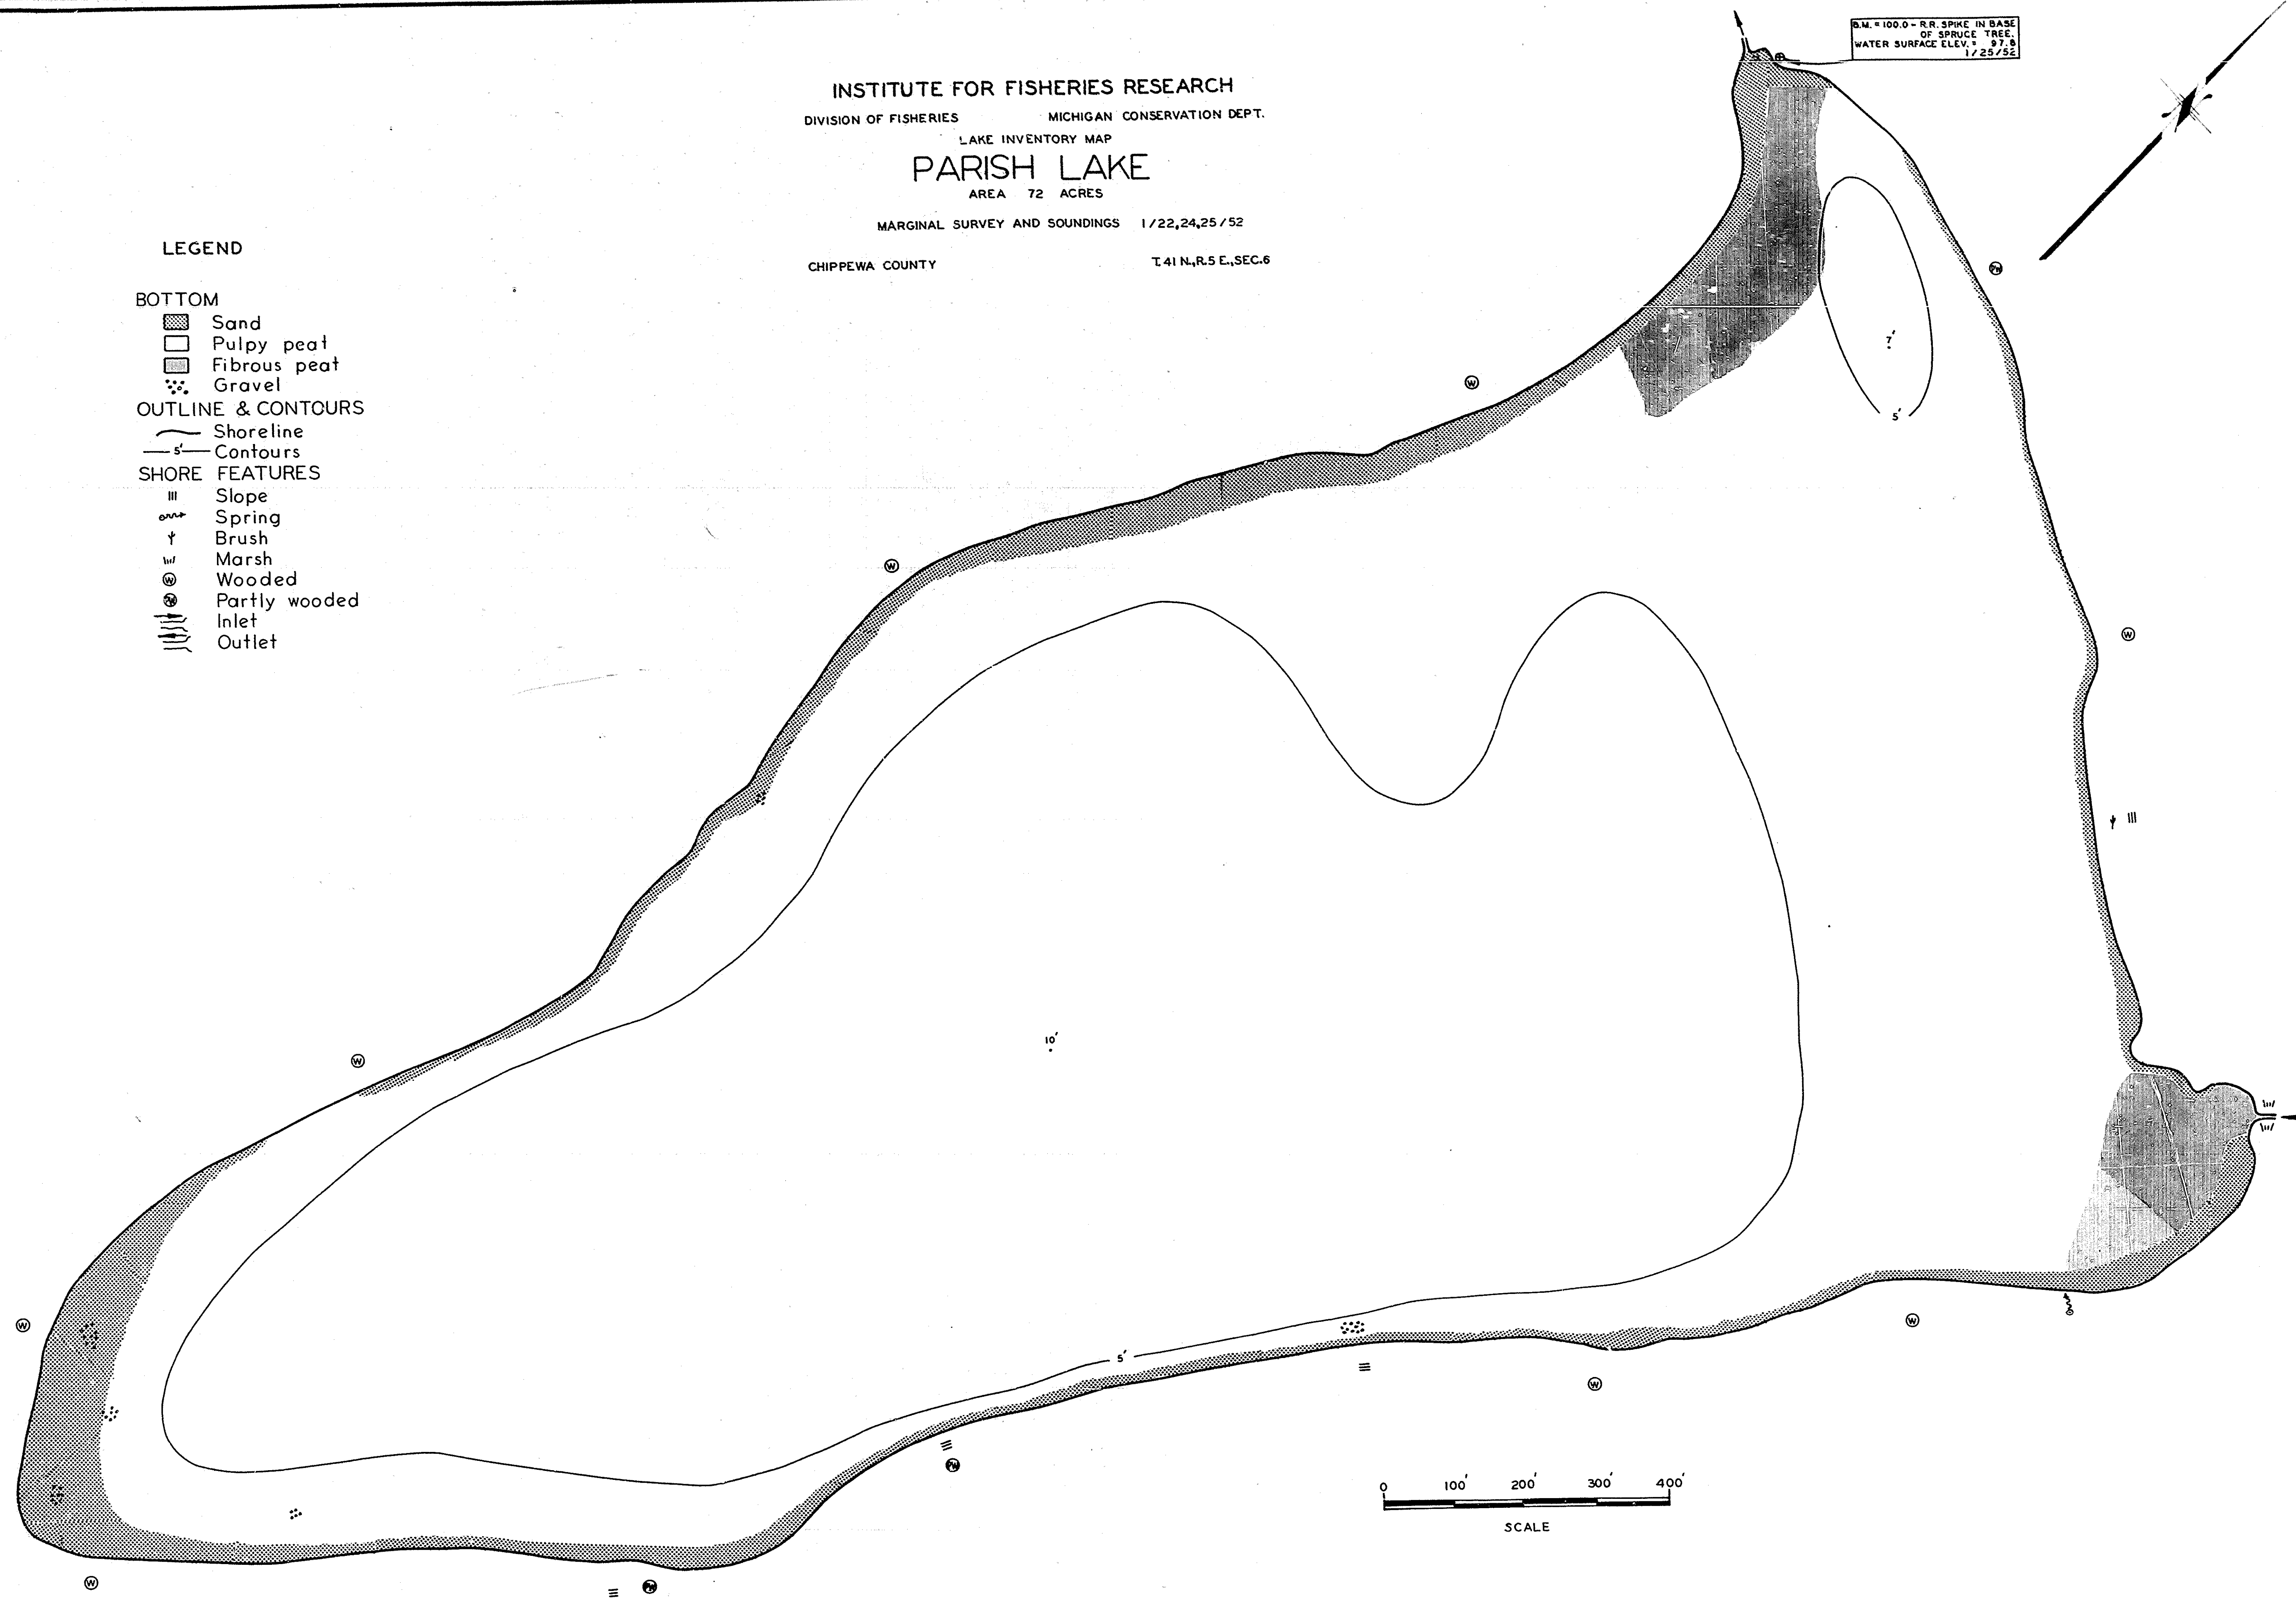 B.M. = 100.0 - R.R. SPIKE IN BASE
OF SPRUCE TREE.
WATER SURFACE ELEV. = 97.8
1/25/52
INSTITUTE FOR FISHERIES RESEARCH
DIVISION OF FISHERIES MICHIGAN CONSERVATION DEPT.
LAKE INVENTORY MAP
PARISH LAKE
AREA 72 ACRES
MARGINAL SURVEY AND SOUNDINGS 1/22,24,25/52
CHIPPEWA COUNTY T.41 N.,R.5 E.,SEC.6
LEGEND
BOTTOM
Sand
Pulpy peat
Fibrous peat
Gravel
OUTLINE & CONTOURS
Shoreline
5' Contours
SHORE FEATURES
Slope
Spring
Brush
Marsh
W Wooded
PW Partly wooded
Inlet
Outlet
PW
7'
W
5'
W
W
10'
W
W
W
5'
W
PW
W
PW
0 100' 200' 300' 400'
SCALE